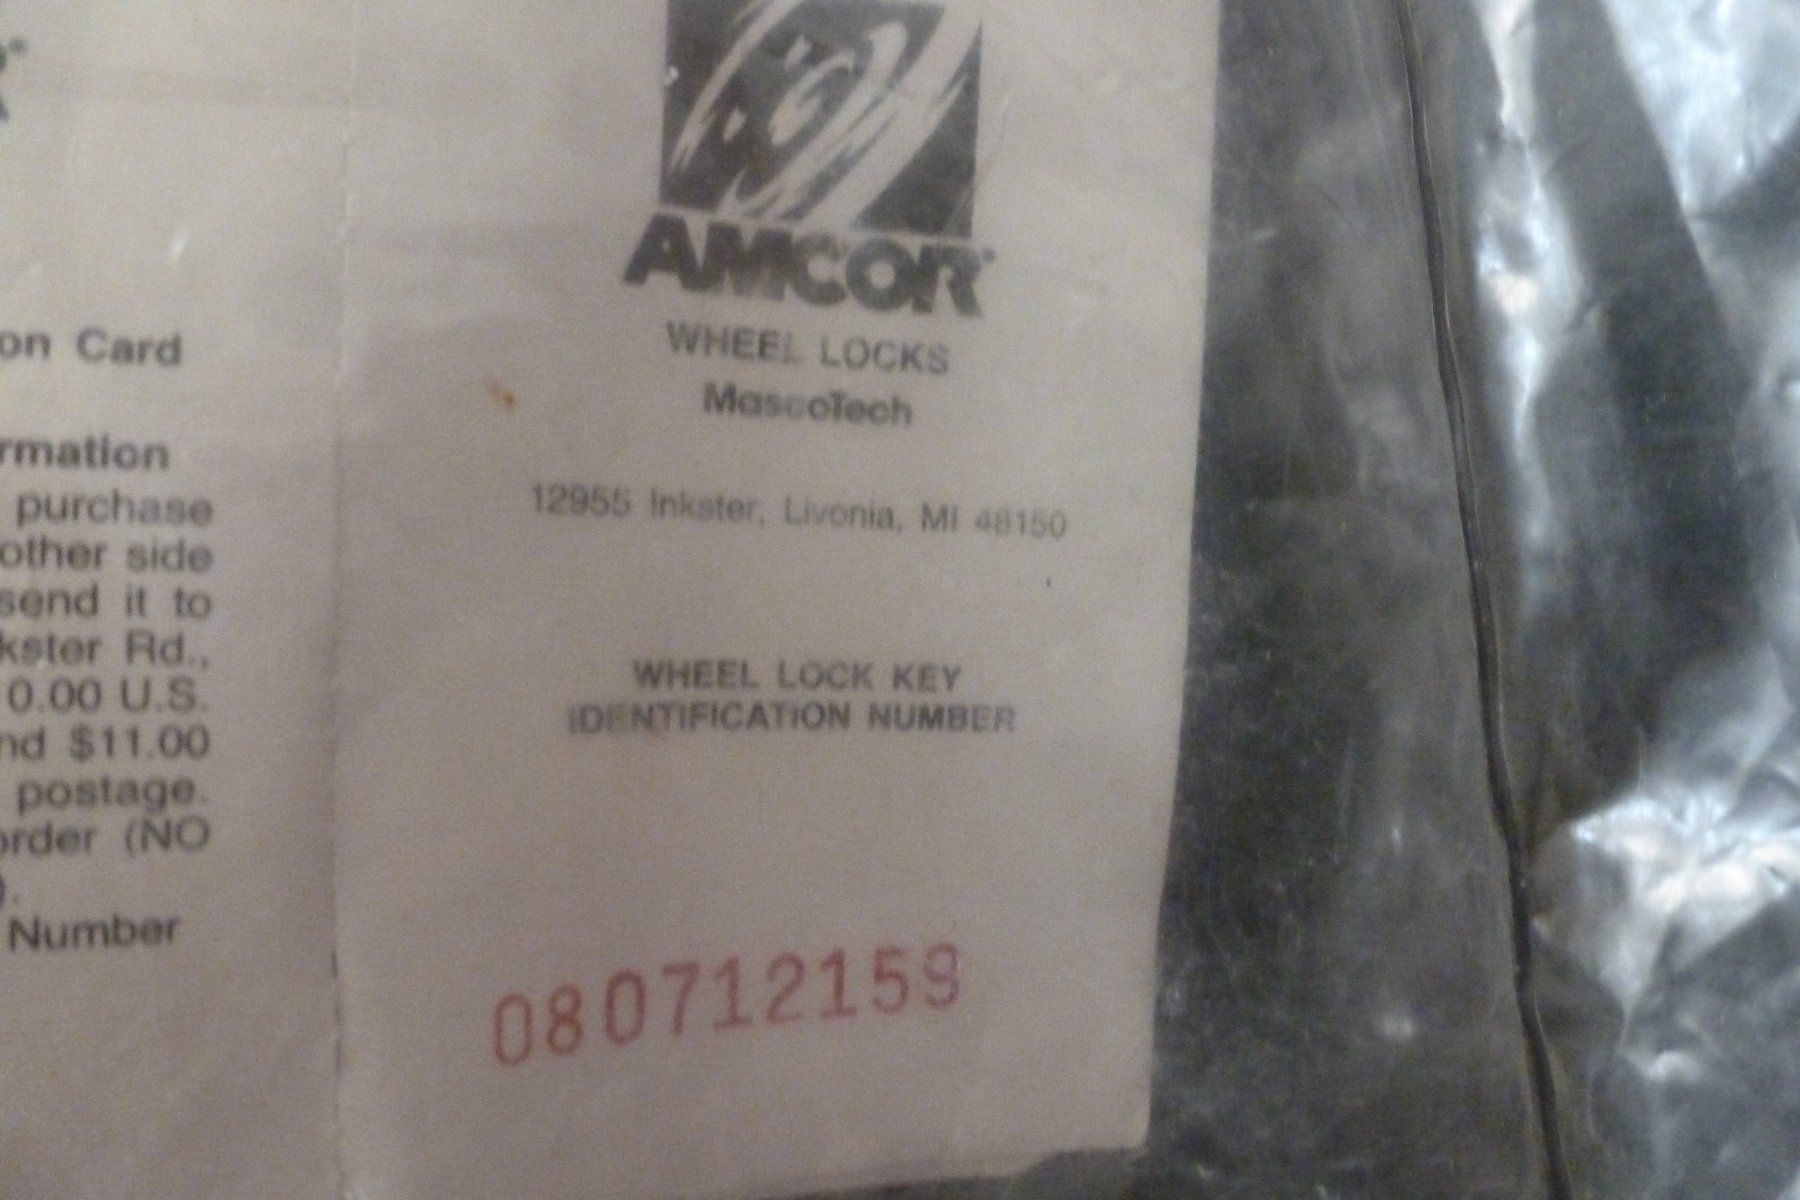 on Card
rmation
purchase
other side
send it to
kster Rd.,
0.00 U.S.
nd $11.00
postage.
order (NO
).
Number
AMCOR®
WHEEL LOCKS
MascoTech
12955 Inkster, Livonia, MI 48150
WHEEL LOCK KEY
IDENTIFICATION NUMBER
080712159